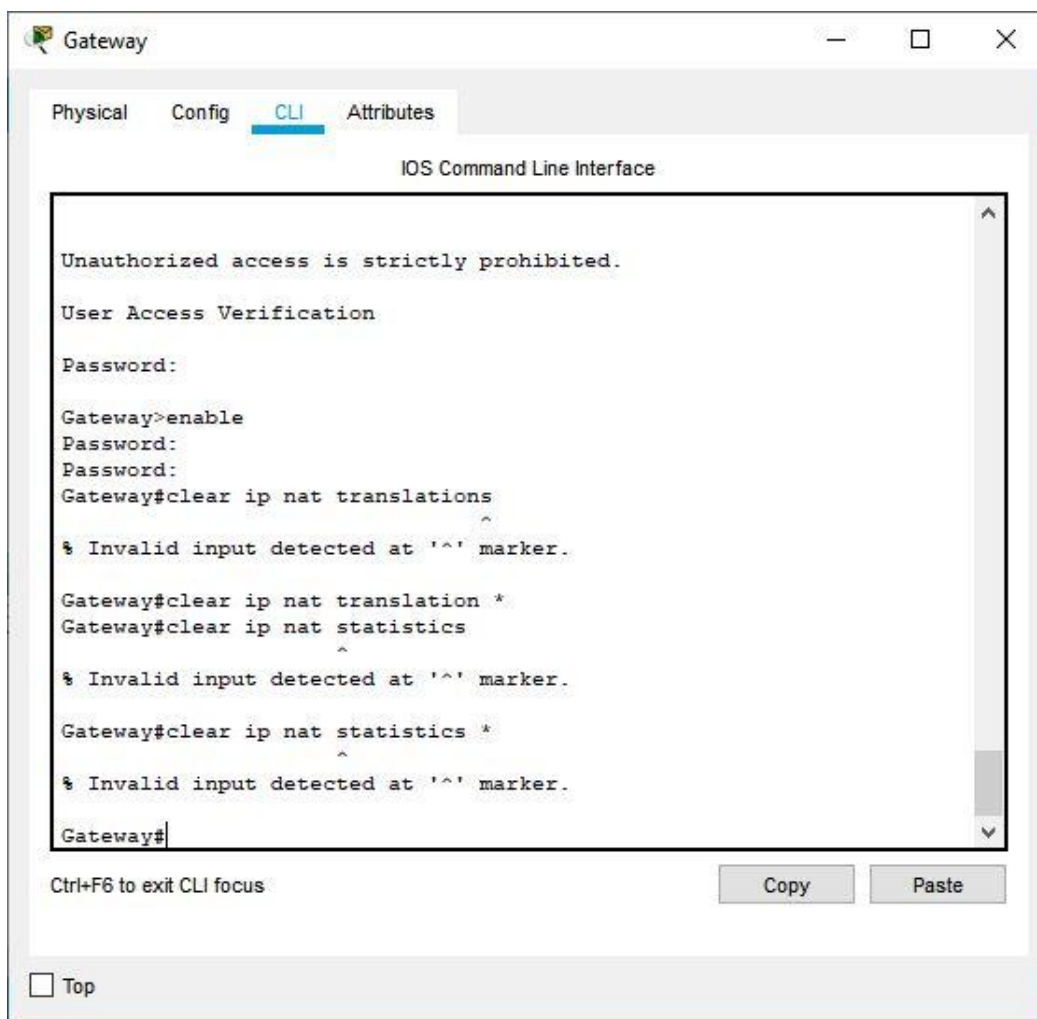 Gateway
Physical Config CLI Attributes
IOS Command Line Interface
Unauthorized access is strictly prohibited.
User Access Verification
Password:
Gateway>enable
Password:
Password:
Gateway#clear ip nat translations
^
% Invalid input detected at '^' marker.
Gateway#clear ip nat translation *
Gateway#clear ip nat statistics
^
% Invalid input detected at '^' marker.
Gateway#clear ip nat statistics *
^
% Invalid input detected at '^' marker.
Gateway#
Ctrl+F6 to exit CLI focus
Copy Paste
Top